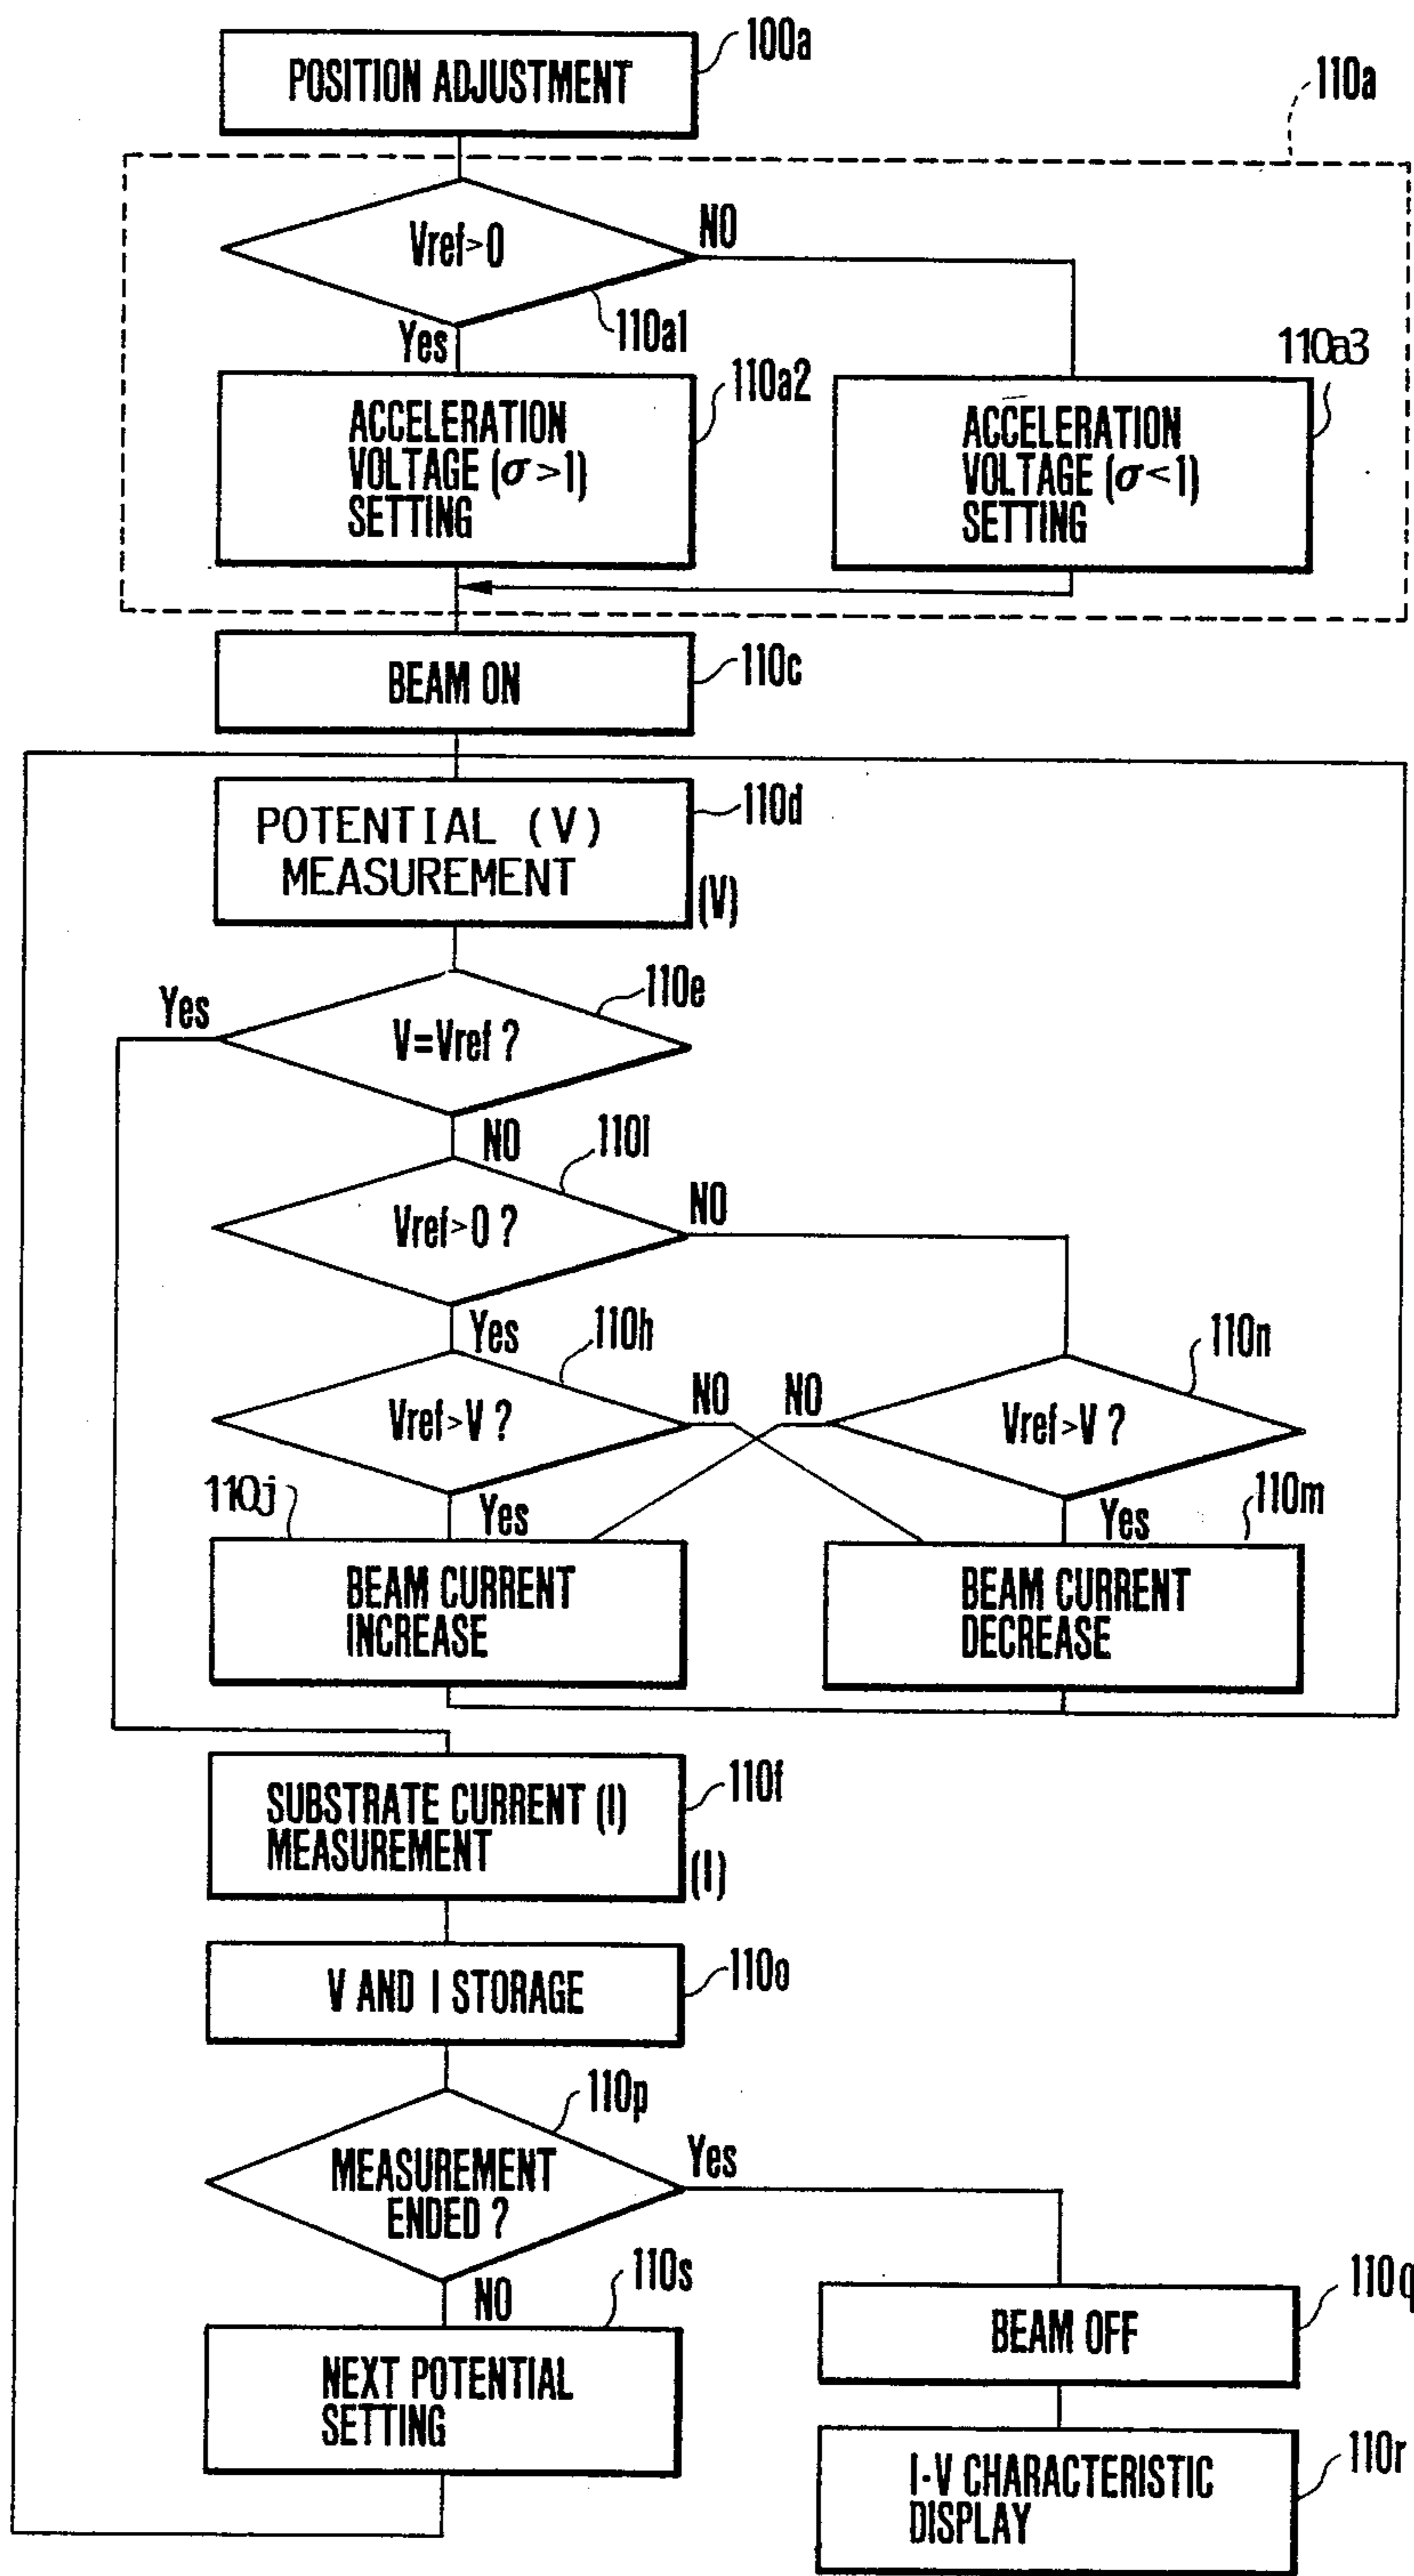 100a
POSITION ADJUSTMENT
110a
Vref>0
NO
110a1
Yes
110a2
110a3
ACCELERATION
VOLTAGE (σ>1)
SETTING
ACCELERATION
VOLTAGE (σ<1)
SETTING
110c
BEAM ON
110d
POTENTIAL (V)
MEASUREMENT
(V)
110e
Yes
V=Vref ?
NO
110i
Vref>0 ?
NO
Yes
110h
110n
Vref>V ?
NO
NO
Vref>V ?
110j
Yes
Yes
110m
BEAM CURRENT
INCREASE
BEAM CURRENT
DECREASE
110f
SUBSTRATE CURRENT (I)
MEASUREMENT
(I)
110o
V AND I STORAGE
110p
Yes
MEASUREMENT
ENDED ?
110s
NO
110q
BEAM OFF
NEXT POTENTIAL
SETTING
110r
I-V CHARACTERISTIC
DISPLAY